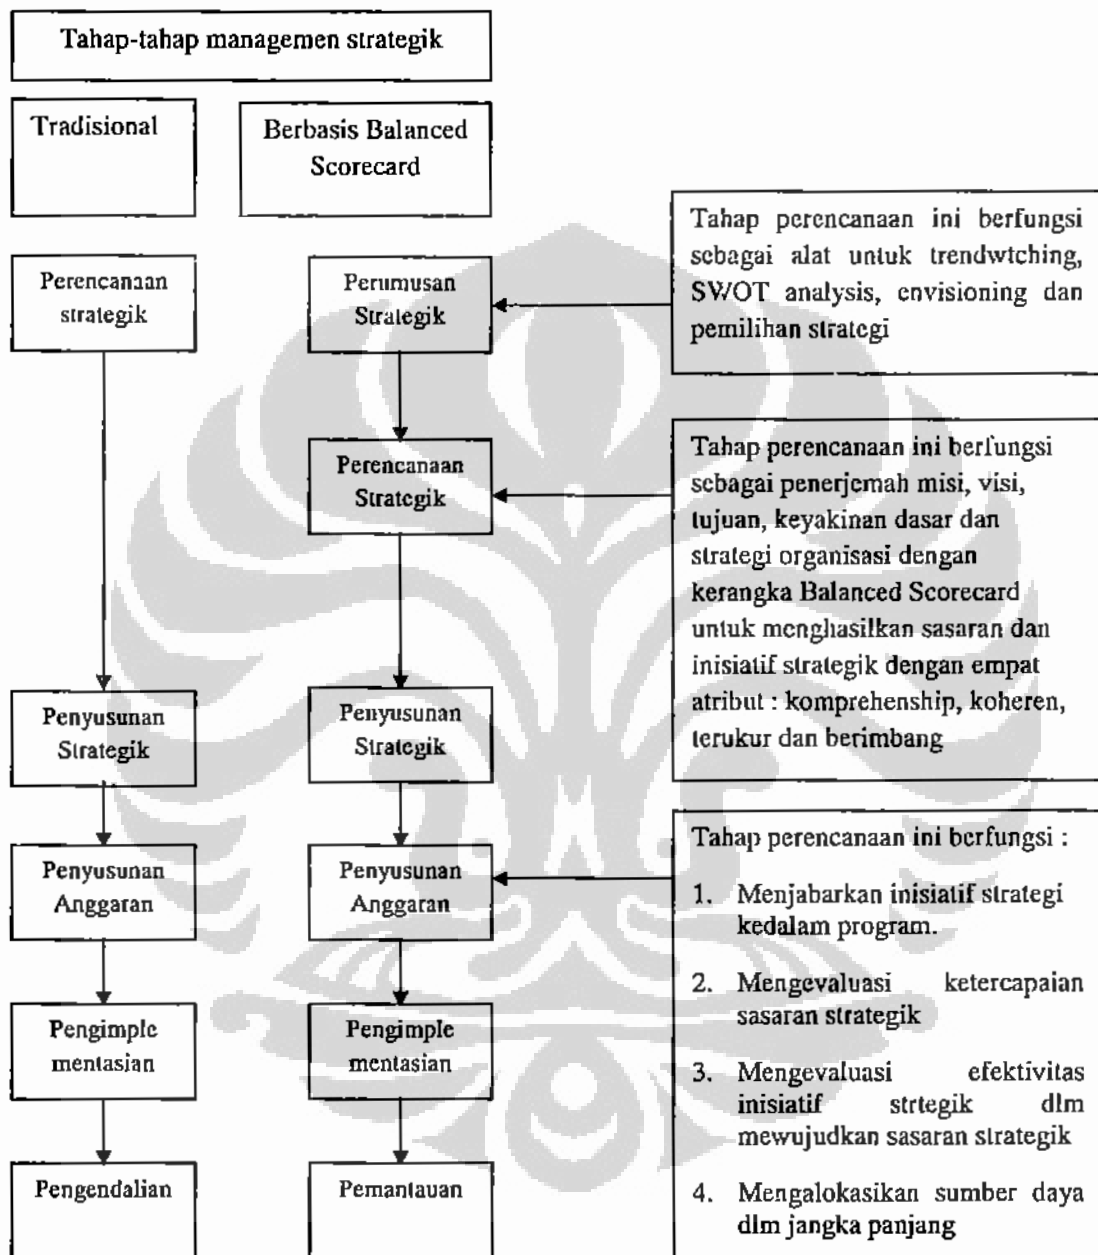 Tahap-tahap managemen strategik
Tradisional
Berbasis Balanced
Scorecard
Perencanaan
strategik
Perumusan
Strategik
Tahap perencanaan ini berfungsi
sebagai alat untuk trendwtching,
SWOT analysis, envisioning dan
pemilihan strategi
Perencanaan
Strategik
Tahap perencanaan ini berfungsi
sebagai penerjemah misi, visi,
tujuan, keyakinan dasar dan
strategi organisasi dengan
kerangka Balanced Scorecard
untuk menghasilkan sasaran dan
inisiatif strategik dengan empat
atribut : komprehenship, koheren,
terukur dan berimbang
Penyusunan
Strategik
Penyusunan
Strategik
Penyusunan
Anggaran
Penyusunan
Anggaran
Tahap perencanaan ini berfungsi :
1. Menjabarkan inisiatif strategi
kedalam program.
2. Mengevaluasi ketercapaian
sasaran strategik
3. Mengevaluasi efektivitas
inisiatif strtegik dlm
mewujudkan sasaran strategik
4. Mengalokasikan sumber daya
dlm jangka panjang
Pengimple
mentasian
Pengimple
mentasian
Pengendalian
Pemantauan